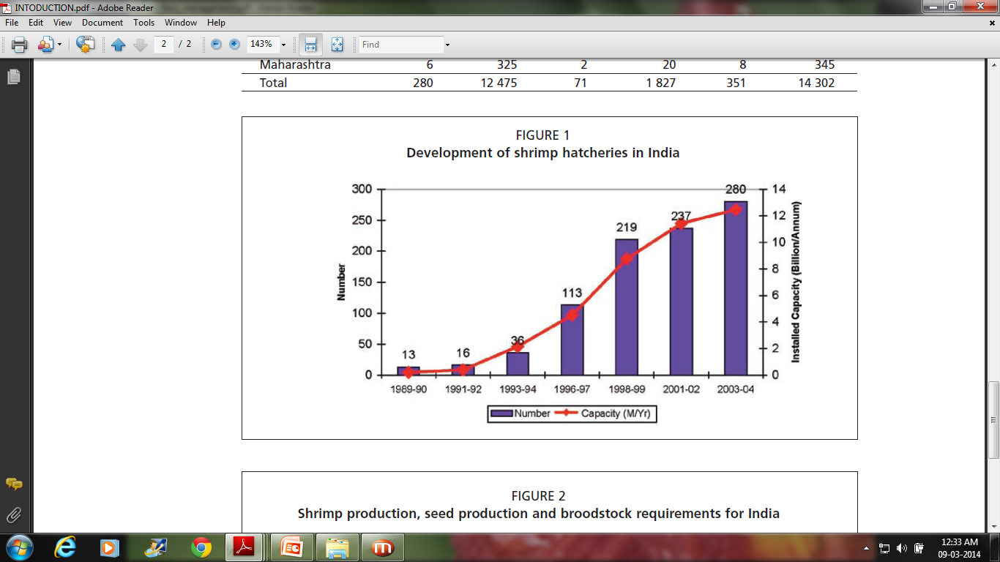 INTODUCTION.pdf - Adobe Reader
File Edit View Document Tools Window Help
2 / 2 143% Find
Maharashtra 6 325 2 20 8 345
Total 280 12 475 71 1 827 351 14 302
FIGURE 1
Development of shrimp hatcheries in India
300 14
280
250 12
237
219
10
200
8
150
113
6
100
4
50
36
2
13 16
0 0
Number
Installed Capacity (Billion/Annum)
1989-90 1991-92 1993-94 1996-97 1998-99 2001-02 2003-04
Number Capacity (M/Yr)
FIGURE 2
Shrimp production, seed production and broodstock requirements for India
12:33 AM
09-03-2014